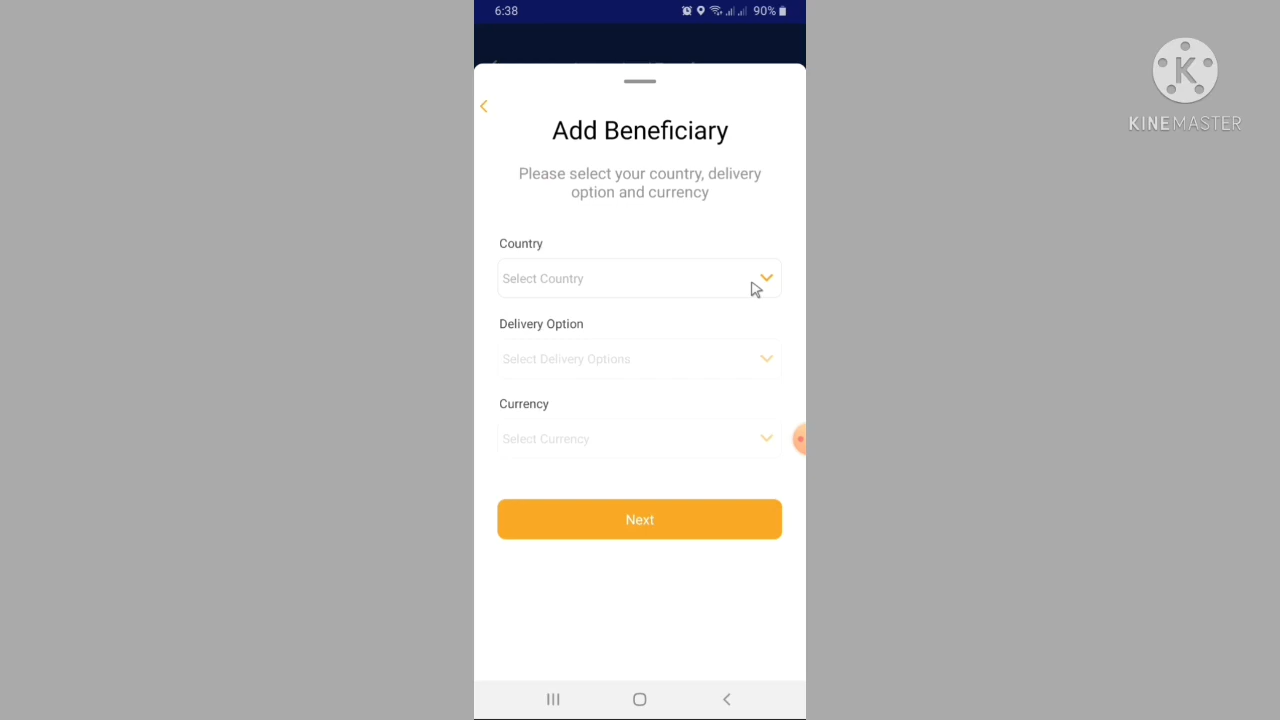 6:38
90%
K
KINEMASTER
Add Beneficiary
Please select your country, delivery
option and currency
Country
Select Country
Delivery Option
Select Delivery Options
Currency
Select Currency
Next